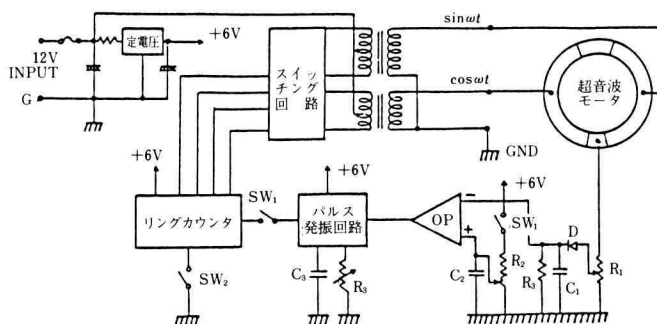 sinωt
定電圧
+6V
12V
INPUT
G
スイッ
チング
回 路
cosωt
超音波
モータ
GND
+6V
+6V
+6V
SW₁
リングカウンタ
SW₁
パルス
発振回路
OP
−
+
D
R₁
R₂
C₂
R₃
C₁
SW₂
C₃
R₃